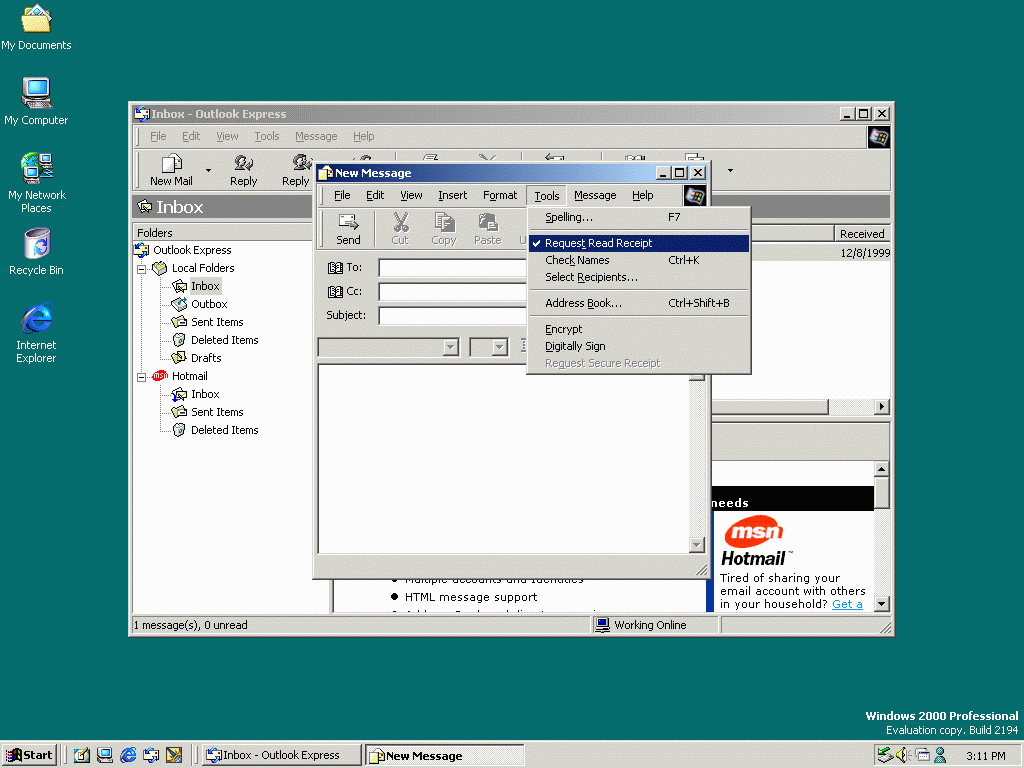 My Documents
My Computer
My Network
Places
Recycle Bin
Internet
Explorer
Inbox - Outlook Express
File Edit View Tools Message Help
New Mail Reply Reply
Inbox
Folders
Outlook Express
Local Folders
Inbox
Outbox
Sent Items
Deleted Items
Drafts
msn Hotmail
Inbox
Sent Items
Deleted Items
Received
12/8/1999
New Message
File Edit View Insert Format Tools Message Help
Send Cut Copy Paste
To:
Cc:
Subject:
Spelling... F7
Request Read Receipt
Check Names Ctrl+K
Select Recipients...
Address Book... Ctrl+Shift+B
Encrypt
Digitally Sign
Request Secure Receipt
needs
msn
Hotmail™
Tired of sharing your
email account with others
in your household? Get a
Multiple accounts and identities
HTML message support
1 message(s), 0 unread Working Online
Windows 2000 Professional
Evaluation copy. Build 2194
Start Inbox - Outlook Express New Message 3:11 PM